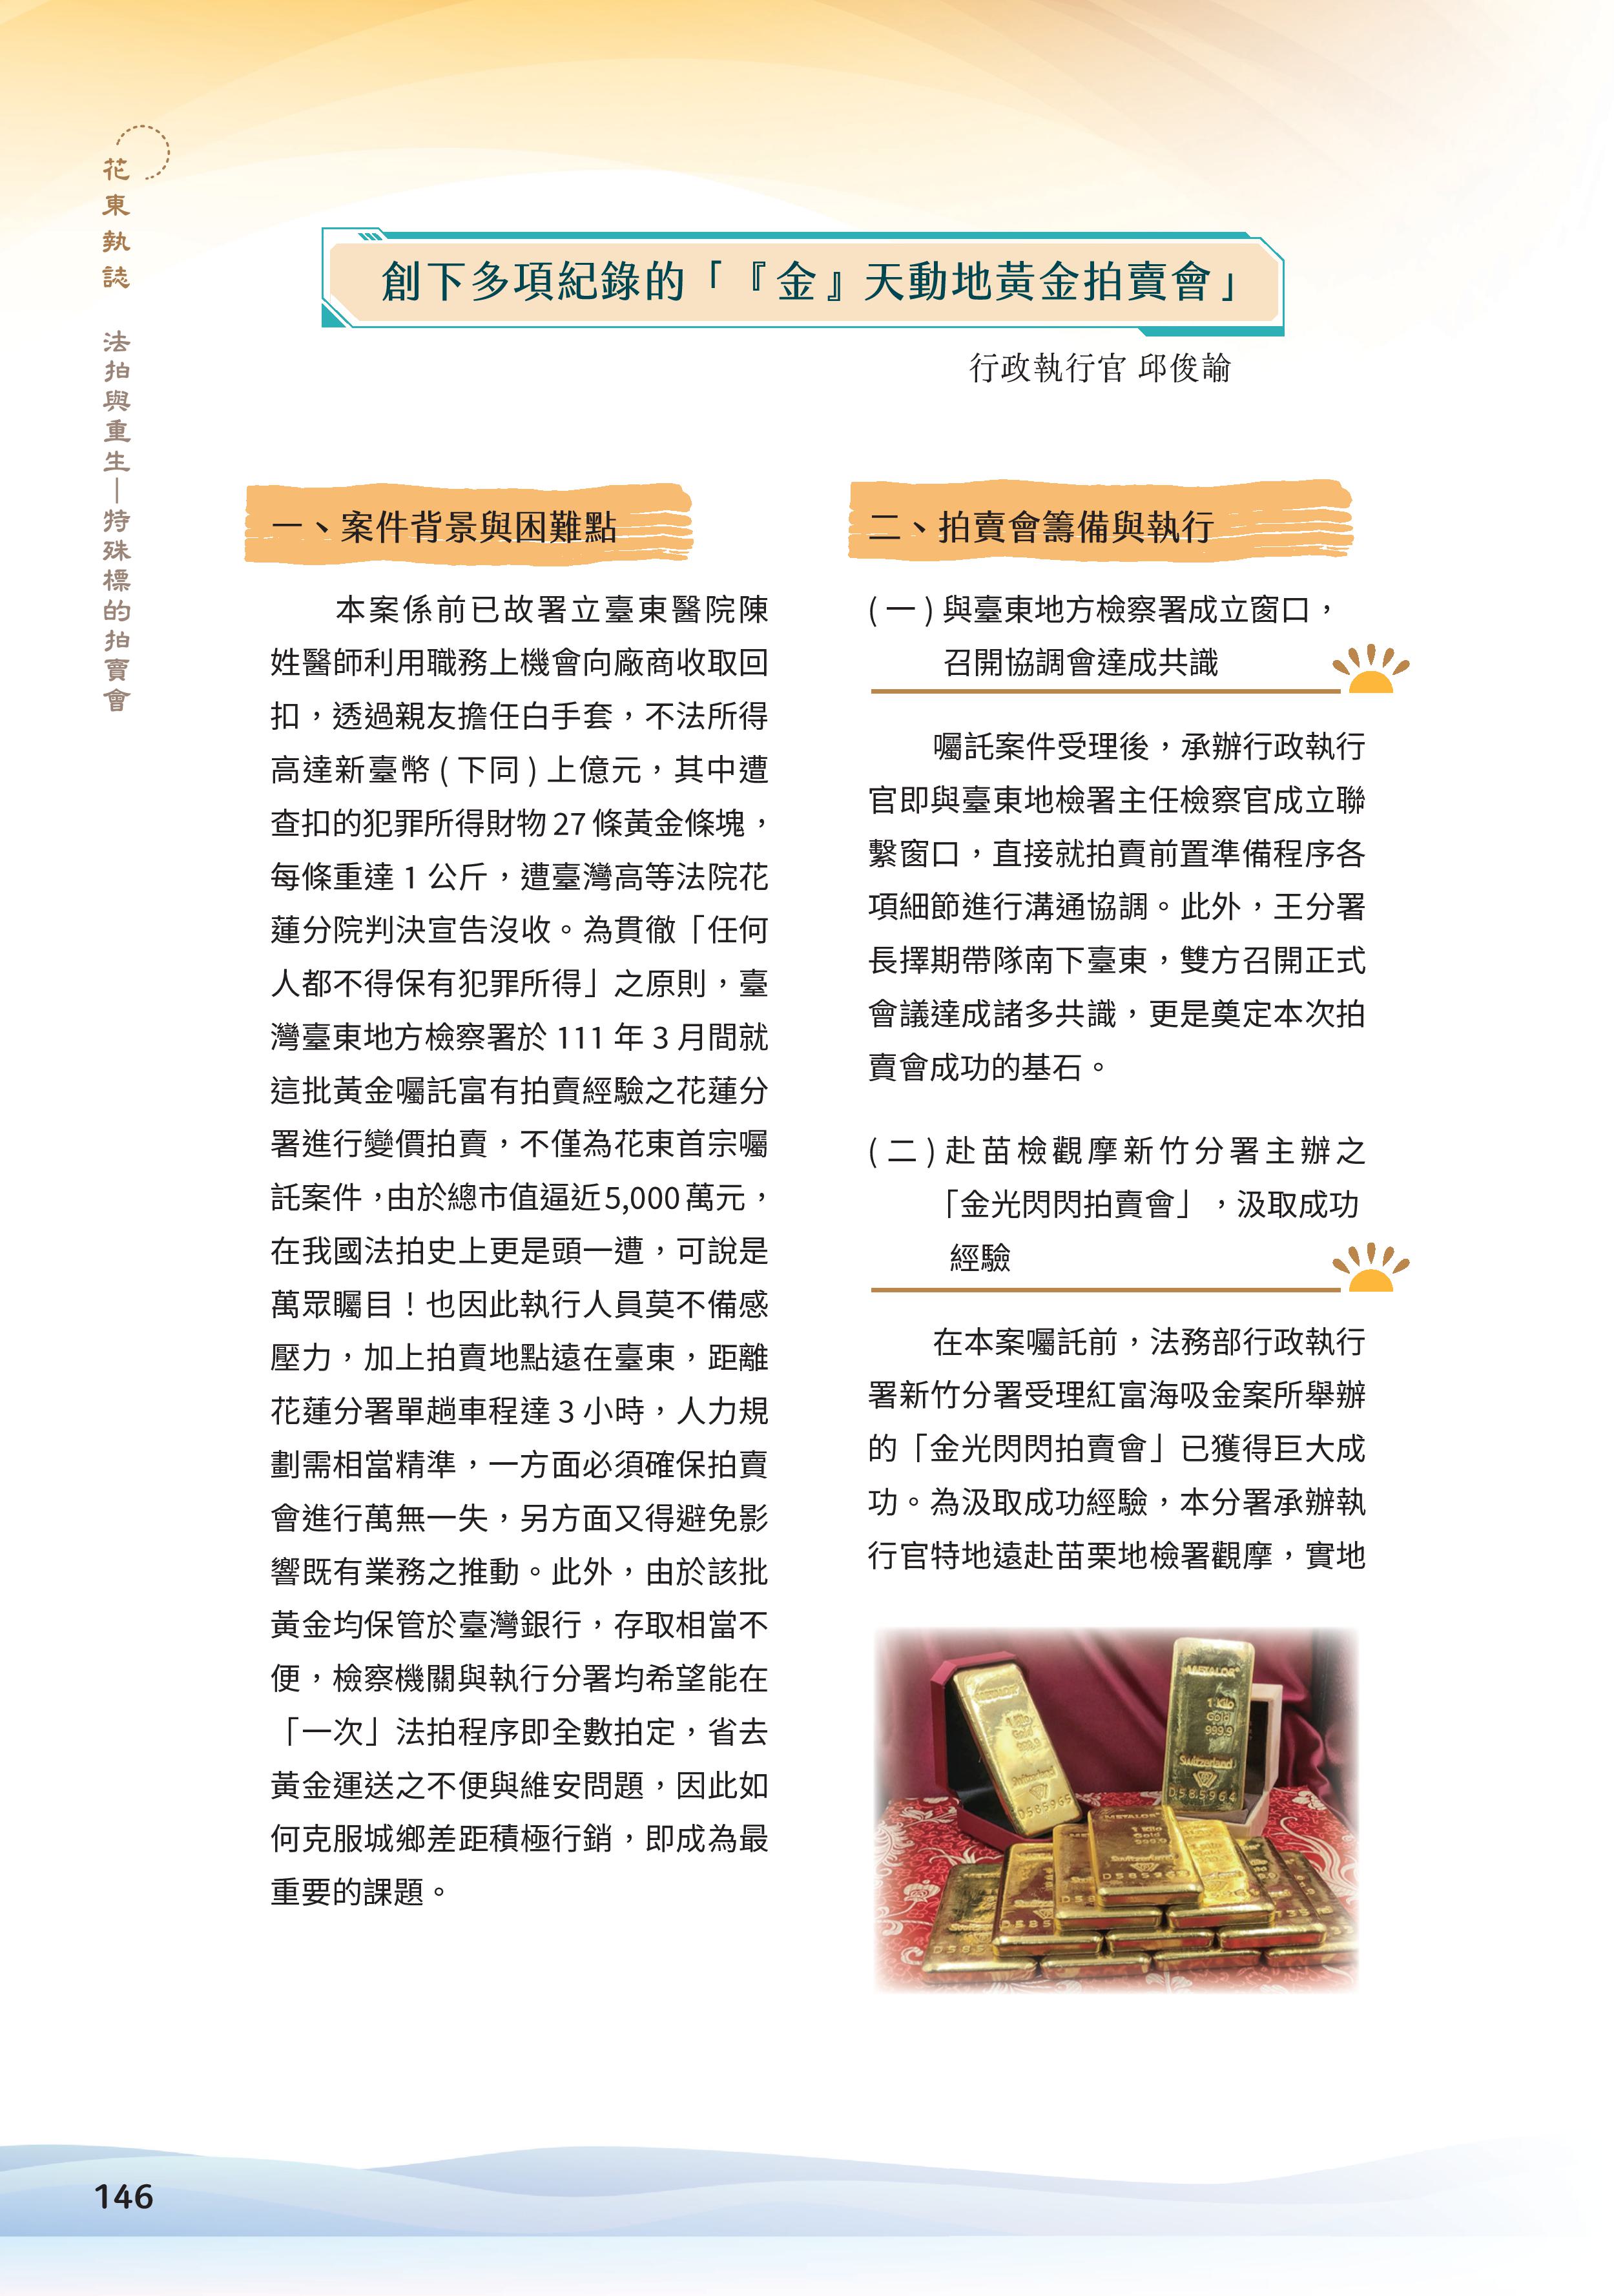 花東執誌 法拍與重生—特殊標的拍賣會
創下多項紀錄的「『金』天動地黃金拍賣會」
行政執行官 邱俊諭
一、案件背景與困難點
本案係前已故署立臺東醫院陳
姓醫師利用職務上機會向廠商收取回
扣，透過親友擔任白手套，不法所得
高達新臺幣 ( 下同 ) 上億元，其中遭
查扣的犯罪所得財物 27 條黃金條塊，
每條重達 1 公斤，遭臺灣高等法院花
蓮分院判決宣告沒收。為貫徹「任何
人都不得保有犯罪所得」之原則，臺
灣臺東地方檢察署於 111 年 3 月間就
這批黃金囑託富有拍賣經驗之花蓮分
署進行變價拍賣，不僅為花東首宗囑
託案件，由於總市值逼近 5,000 萬元，
在我國法拍史上更是頭一遭，可說是
萬眾矚目！也因此執行人員莫不備感
壓力，加上拍賣地點遠在臺東，距離
花蓮分署單趟車程達 3 小時，人力規
劃需相當精準，一方面必須確保拍賣
會進行萬無一失，另方面又得避免影
響既有業務之推動。此外，由於該批
黃金均保管於臺灣銀行，存取相當不
便，檢察機關與執行分署均希望能在
「一次」法拍程序即全數拍定，省去
黃金運送之不便與維安問題，因此如
何克服城鄉差距積極行銷，即成為最
重要的課題。
二、拍賣會籌備與執行
( 一 ) 與臺東地方檢察署成立窗口，
召開協調會達成共識
囑託案件受理後，承辦行政執行
官即與臺東地檢署主任檢察官成立聯
繫窗口，直接就拍賣前置準備程序各
項細節進行溝通協調。此外，王分署
長擇期帶隊南下臺東，雙方召開正式
會議達成諸多共識，更是奠定本次拍
賣會成功的基石。
( 二 ) 赴苗檢觀摩新竹分署主辦之
「金光閃閃拍賣會」，汲取成功
經驗
在本案囑託前，法務部行政執行
署新竹分署受理紅富海吸金案所舉辦
的「金光閃閃拍賣會」已獲得巨大成
功。為汲取成功經驗，本分署承辦執
行官特地遠赴苗栗地檢署觀摩，實地
METALOR
1 Kilo
Gold
999.9
Switzerland
D585965
METALOR
1 Kilo
Gold
999.9
Switzerland
D585964
METALOR
1 Kilo
Gold
999.9
Switzerland
146